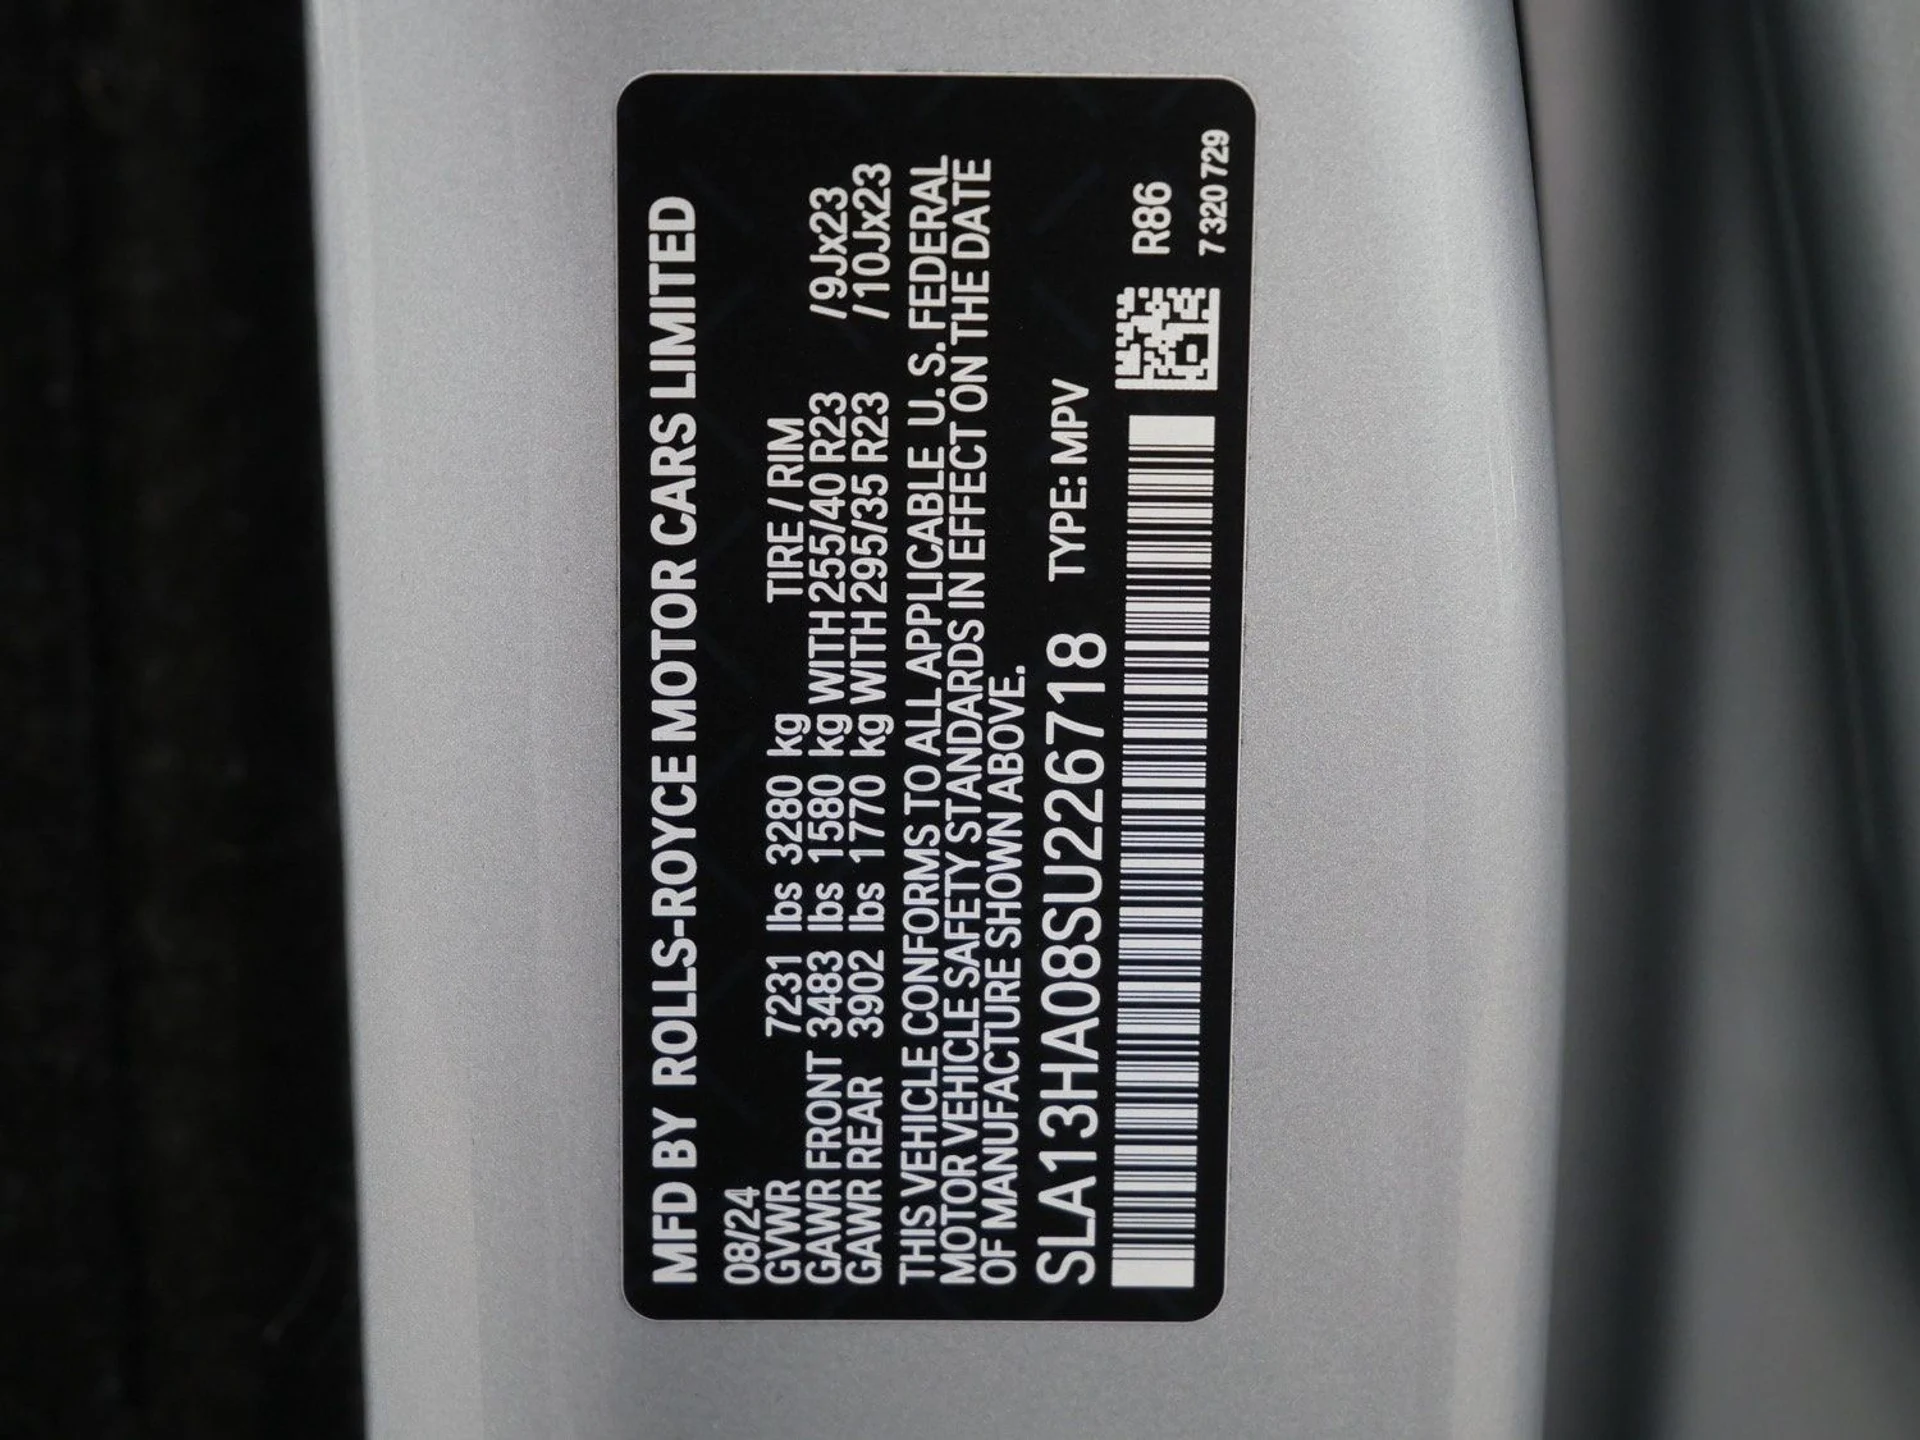 MFD BY ROLLS-ROYCE MOTOR CARS LIMITED
08/24
GVWR 7231 lbs 3280 kg TIRE / RIM
GAWR FRONT 3483 lbs 1580 kg WITH 255/40 R23 /9Jx23
GAWR REAR 3902 lbs 1770 kg WITH 295/35 R23 /10Jx23
THIS VEHICLE CONFORMS TO ALL APPLICABLE U.S. FEDERAL
MOTOR VEHICLE SAFETY STANDARDS IN EFFECT ON THE DATE
OF MANUFACTURE SHOWN ABOVE.
SLA13HA08SU226718 TYPE: MPV
R86
7 320 729